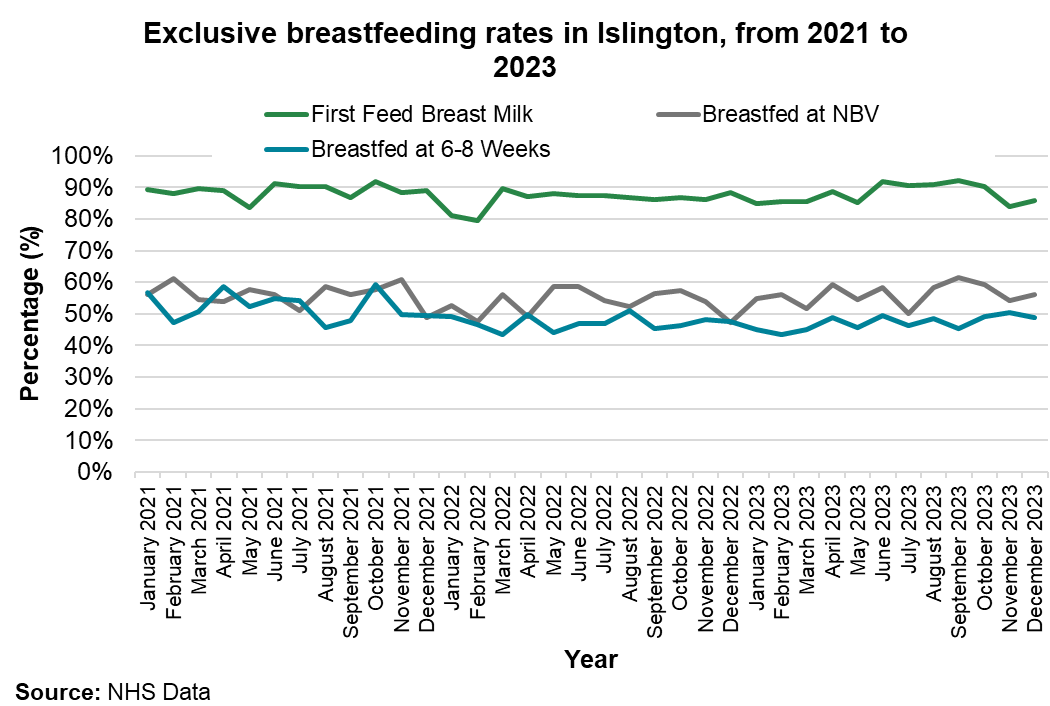 Exclusive breastfeeding rates in Islington, from 2021 to
2023
First Feed Breast Milk
Breastfed at NBV
Breastfed at 6-8 Weeks
Percentage (%)
100%
90%
80%
70%
60%
50%
40%
30%
20%
10%
0%
January 2021
February 2021
March 2021
April 2021
May 2021
June 2021
July 2021
August 2021
September 2021
October 2021
November 2021
December 2021
January 2022
February 2022
March 2022
April 2022
May 2022
June 2022
July 2022
August 2022
September 2022
October 2022
November 2022
December 2022
January 2023
February 2023
March 2023
April 2023
May 2023
June 2023
July 2023
August 2023
September 2023
October 2023
November 2023
December 2023
Year
Source: NHS Data